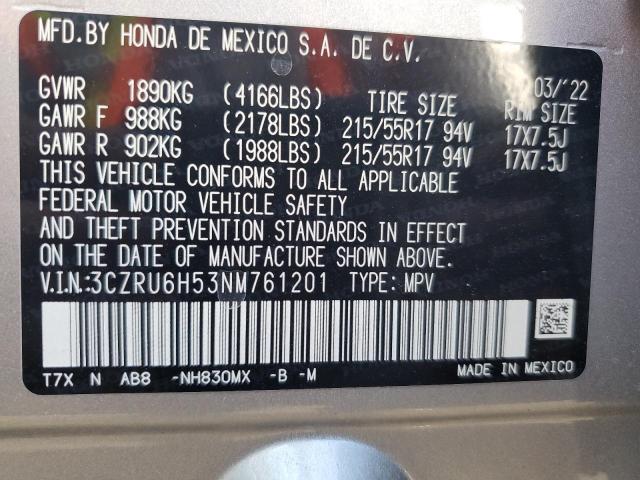 MFD.BY HONDA DE MEXICO S.A. DE C.V.
03/'22
GVWR 1890KG (4166LBS) TIRE SIZE RIM SIZE
GAWR F 988KG (2178LBS) 215/55R17 94V 17X7.5J
GAWR R 902KG (1988LBS) 215/55R17 94V 17X7.5J
THIS VEHICLE CONFORMS TO ALL APPLICABLE
FEDERAL MOTOR VEHICLE SAFETY
AND THEFT PREVENTION STANDARDS IN EFFECT
ON THE DATE OF MANUFACTURE SHOWN ABOVE.
V.I.N.:3CZRU6H53NM761201 TYPE: MPV
T7X N AB8 -NH830MX -B -M
MADE IN MEXICO